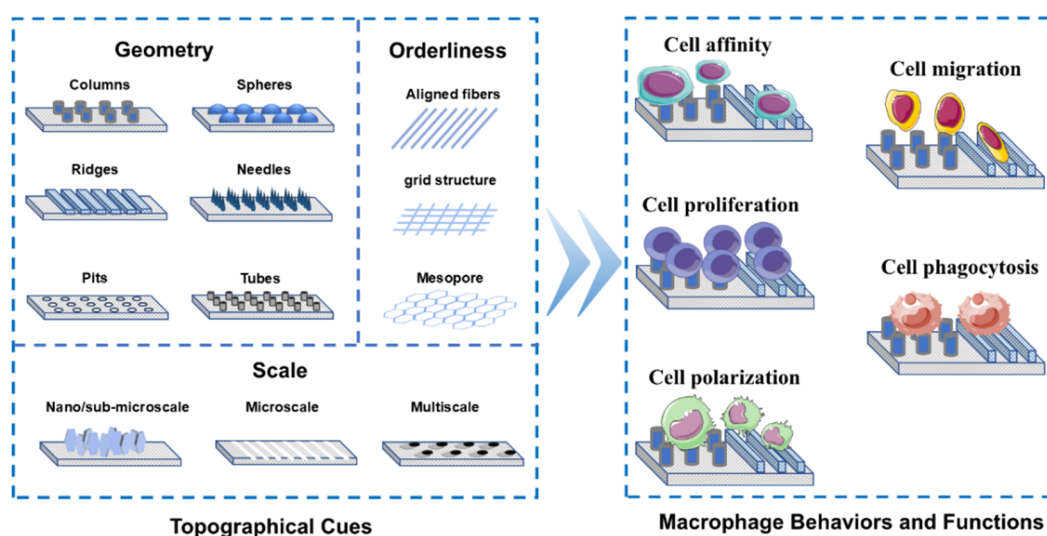 Geometry
Columns
Spheres
Ridges
Needles
Pits
Tubes
Orderliness
Aligned fibers
grid structure
Mesopore
Scale
Nano/sub-microscale
Microscale
Multiscale
Topographical Cues
Cell affinity
Cell migration
Cell proliferation
Cell phagocytosis
Cell polarization
Macrophage Behaviors and Functions